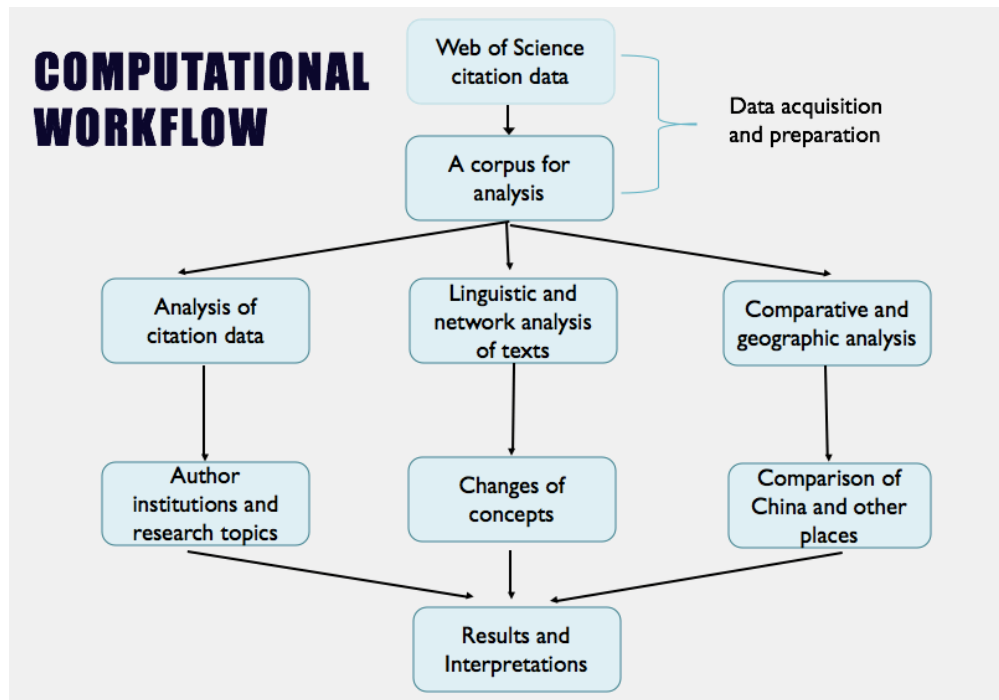 COMPUTATIONAL
WORKFLOW
Web of Science
citation data
Data acquisition
and preparation
A corpus for
analysis
Analysis of
citation data
Linguistic and
network analysis
of texts
Comparative and
geographic analysis
Author
institutions and
research topics
Changes of
concepts
Comparison of
China and other
places
Results and
Interpretations